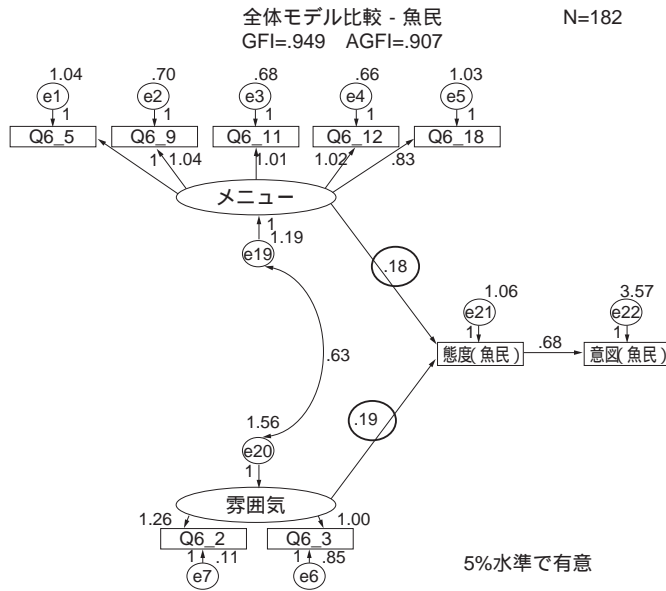 全体モデル比較 - 魚民 N=182
GFI=.949 AGFI=.907
1.04 .70 .68 .66 1.03
e1 e2 e3 e4 e5
1 1 1 1 1
Q6_5 Q6_9 Q6_11 Q6_12 Q6_18
1 1.04 1.01 1.02 .83
メニュー
1
1.19
e19
.18
1.06 3.57
e21 e22
1 1
態度(魚民) .68 意図(魚民)
.63
.19
1.56
e20
1
雰囲気
1.26 1.00
Q6_2 Q6_3
1 .11 1 .85
e7 e6
5%水準で有意